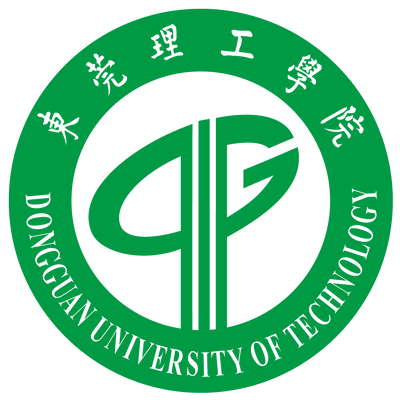 東莞理工學院
DONGGUAN UNIVERSITY OF TECHNOLOGY